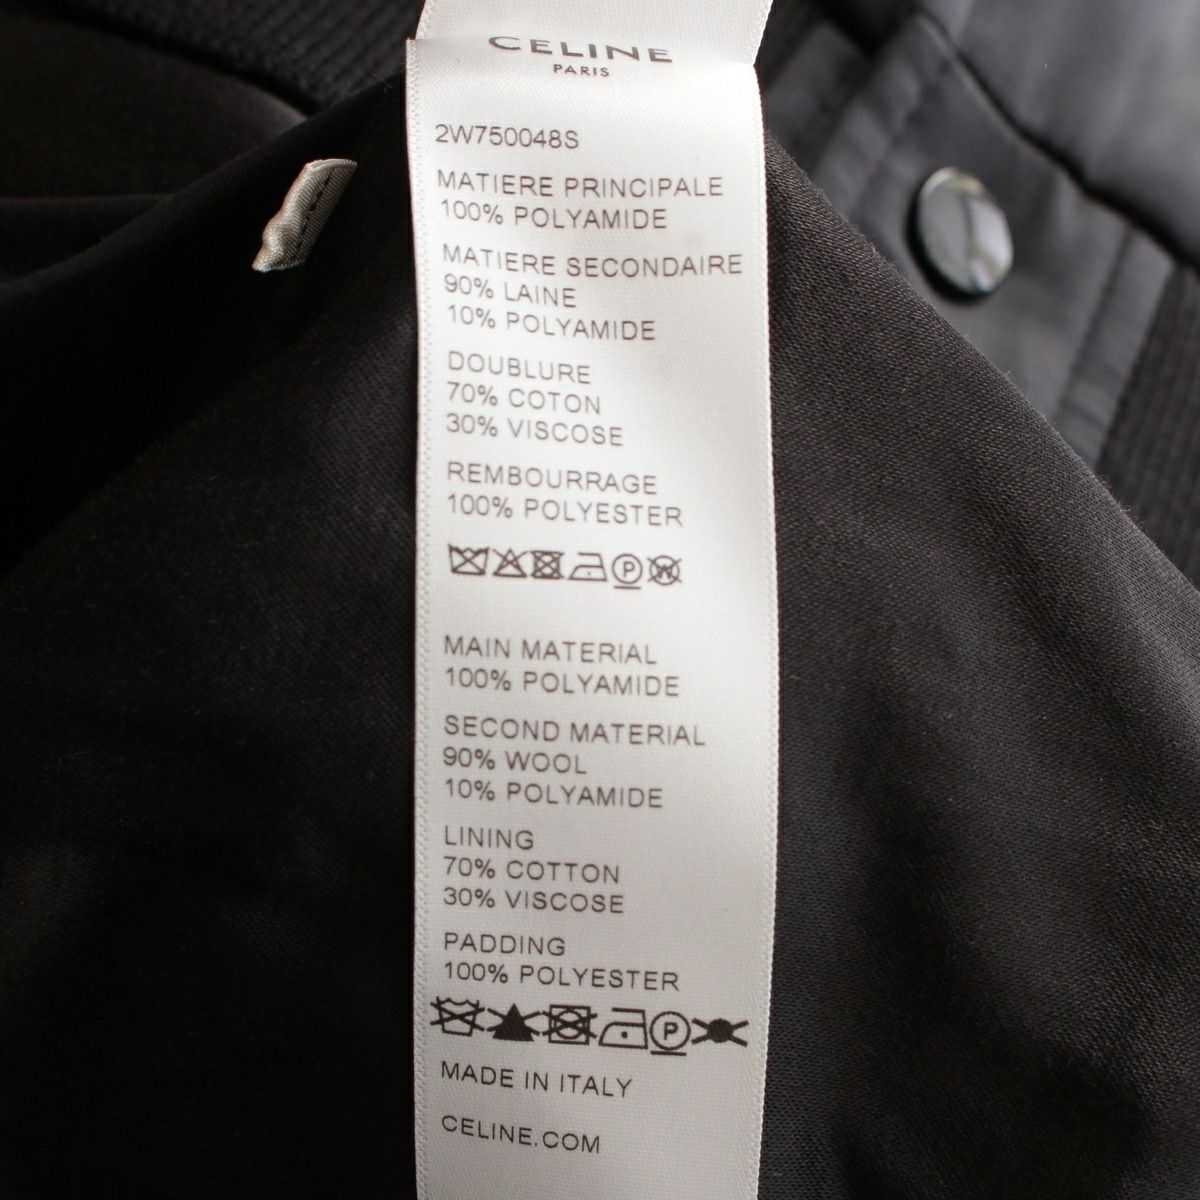 CELINE
PARIS
2W750048S
MATIERE PRINCIPALE
100% POLYAMIDE
MATIERE SECONDAIRE
90% LAINE
10% POLYAMIDE
DOUBLURE
70% COTON
30% VISCOSE
REMBOURRAGE
100% POLYESTER
P W
MAIN MATERIAL
100% POLYAMIDE
SECOND MATERIAL
90% WOOL
10% POLYAMIDE
LINING
70% COTTON
30% VISCOSE
PADDING
100% POLYESTER
P
MADE IN ITALY
CELINE.COM